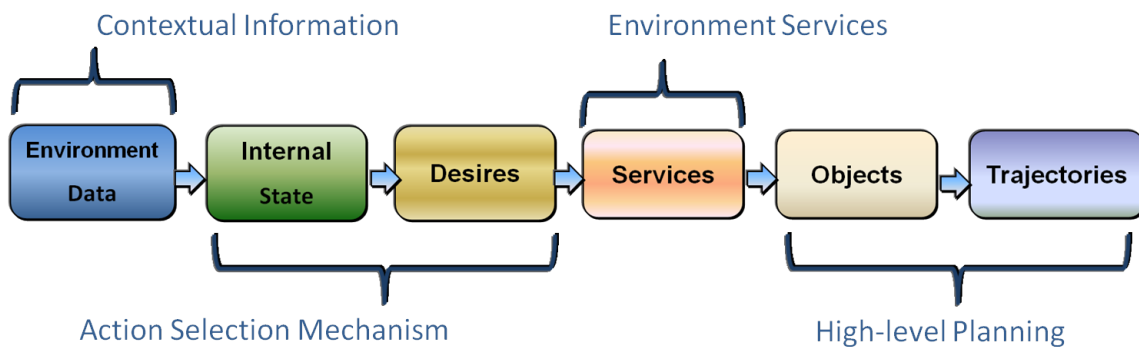 Contextual Information
Environment Services
Environment
Data
Internal
State
Desires
Services
Objects
Trajectories
Action Selection Mechanism
High-level Planning